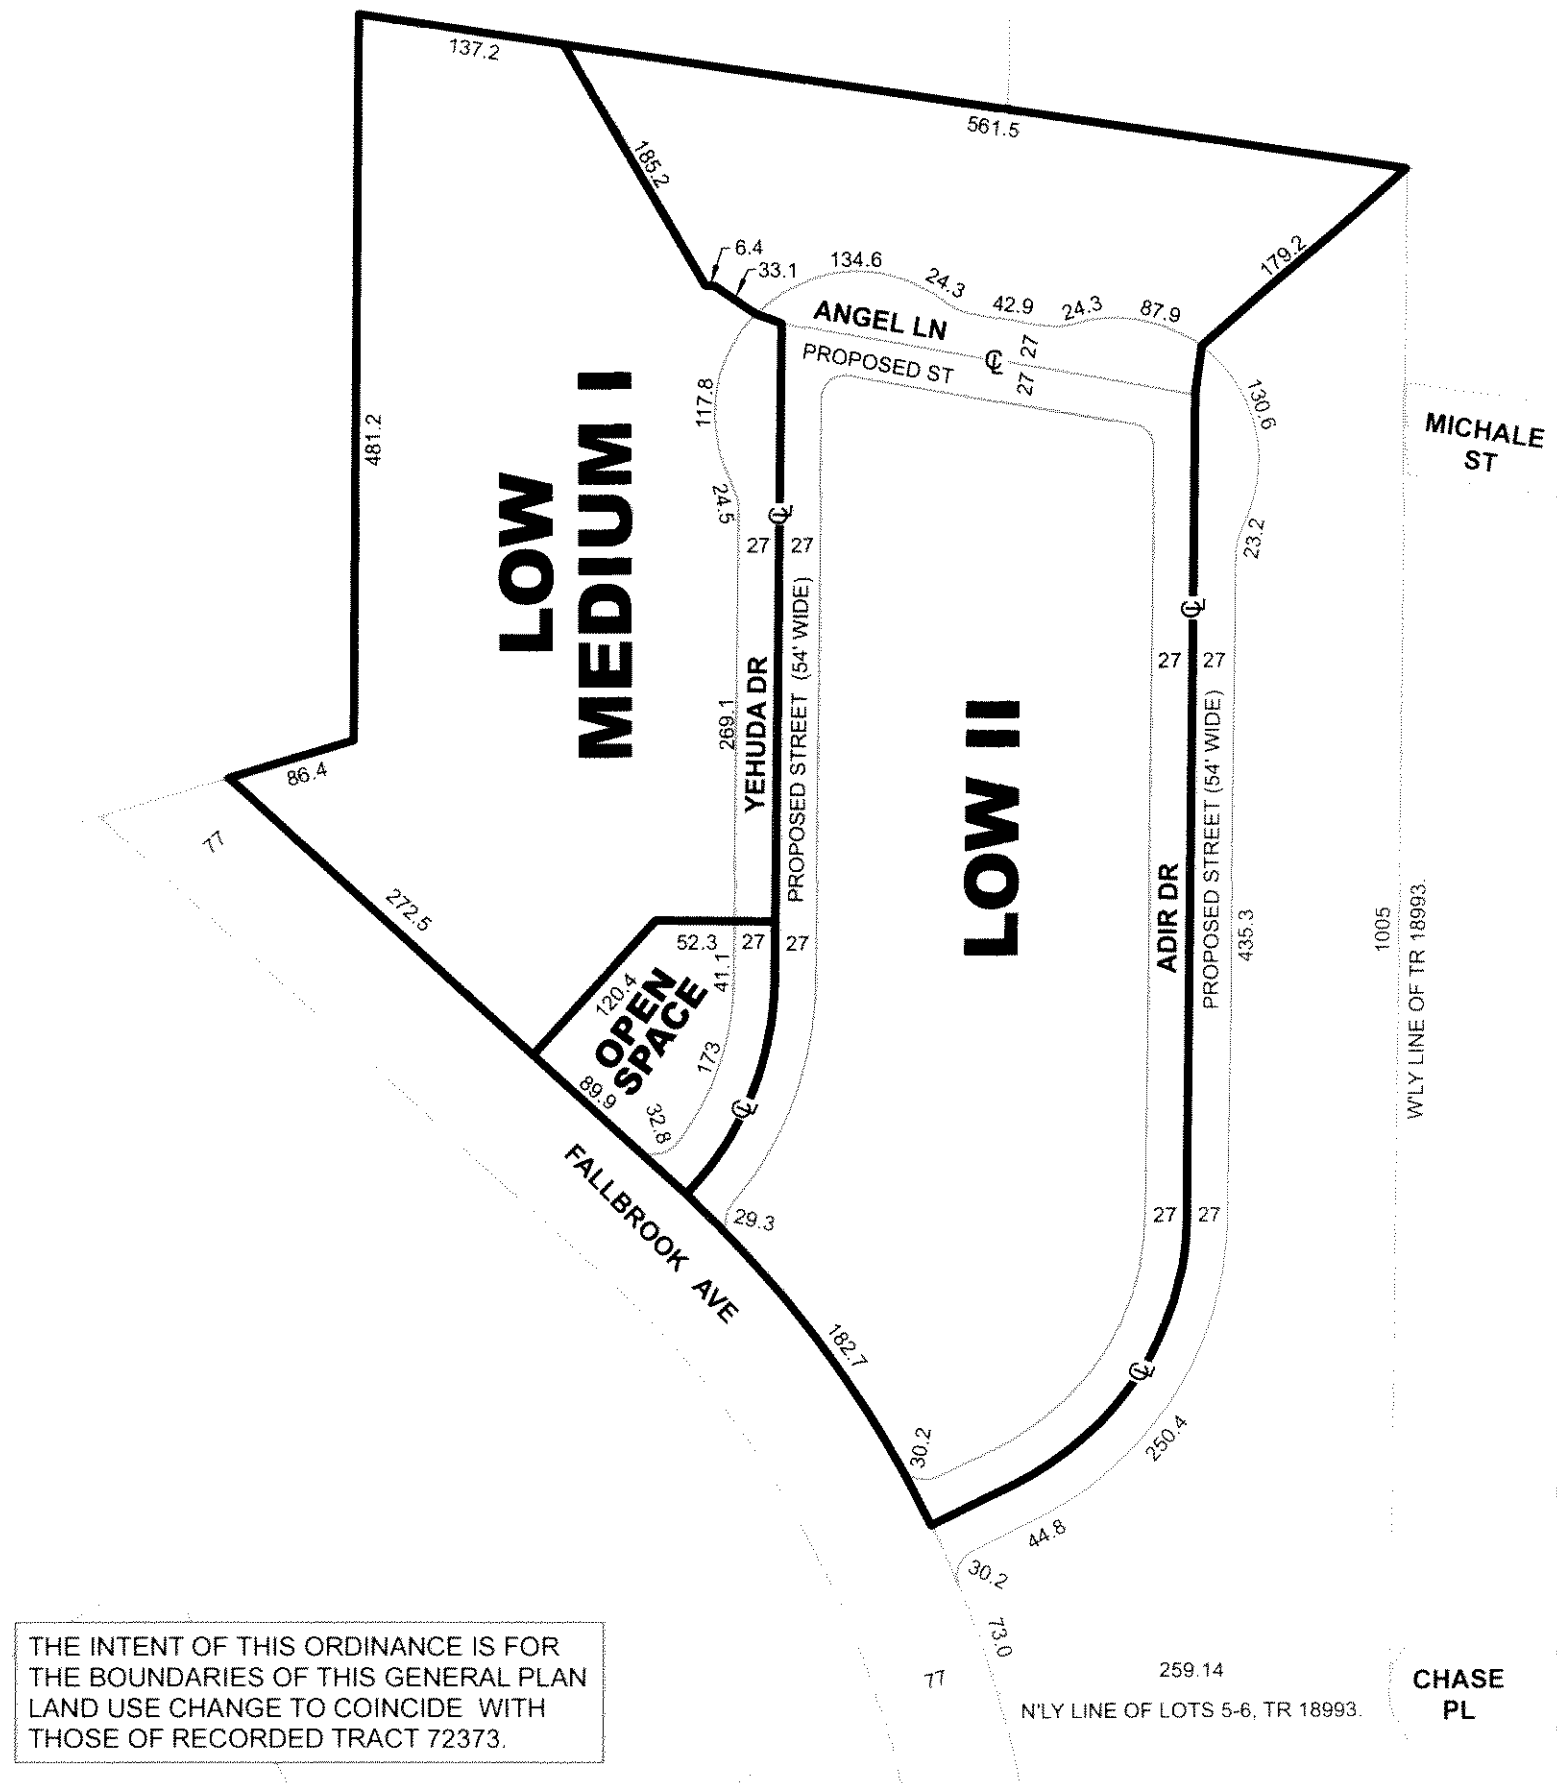 137.2
561.5
185.2
179.2
6.4
33.1
134.6
24.3
42.9
24.3
87.9
ANGEL LN
PROPOSED ST
CL
27
27
117.8
130.6
MICHALE
ST
481.2
LOW
MEDIUM I
24.5
CL
27
27
23.2
CL
27
27
269.1
YEHUDA DR
PROPOSED STREET (54' WIDE)
LOW II
ADIR DR
PROPOSED STREET (54' WIDE)
435.3
1005
W'LY LINE OF TR 18993.
86.4
77
272.5
52.3
27
27
41.1
120.4
OPEN
SPACE
173
89.9
32.8
CL
FALLBROOK AVE
29.3
27
27
182.7
CL
30.2
250.4
44.8
30.2
73.0
77
259.14
N'LY LINE OF LOTS 5-6, TR 18993.
CHASE
PL
THE INTENT OF THIS ORDINANCE IS FOR
THE BOUNDARIES OF THIS GENERAL PLAN
LAND USE CHANGE TO COINCIDE WITH
THOSE OF RECORDED TRACT 72373.